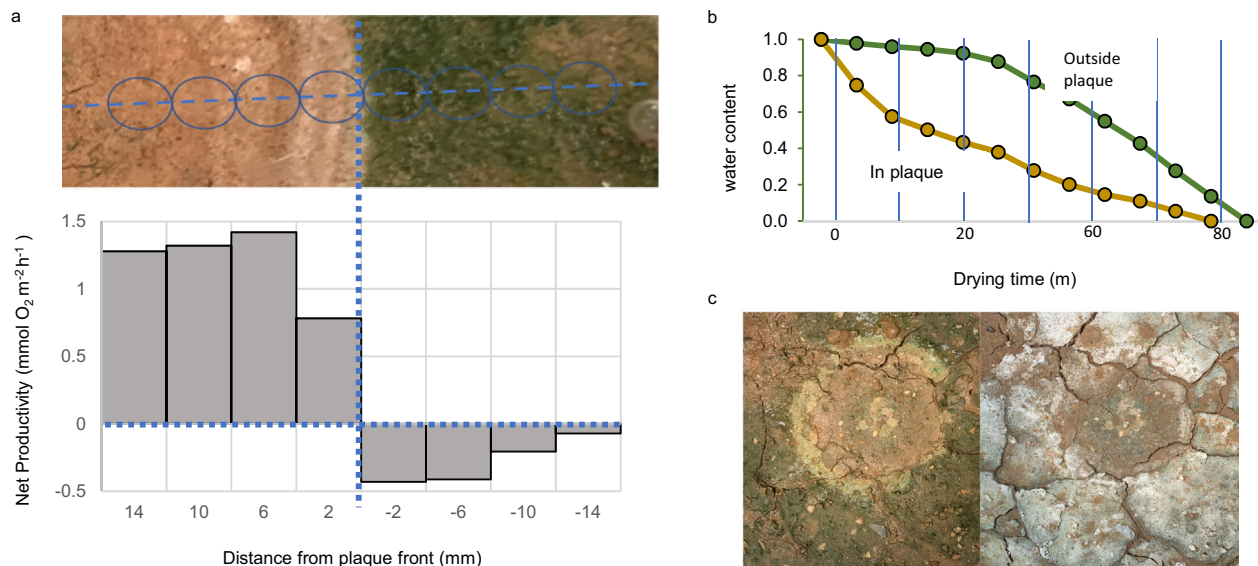 a
1.5
1
0.5
0
-0.5
Net Productivity (mmol O2 m-2h-1 )
14 10 6 2 -2 -6 -10 -14
Distance from plaque front (mm)
b
1.0
0.8
0.6
0.4
0.2
0.0
water content
Outside
plaque
In plaque
0 20 40 60 80
Drying time (m)
c